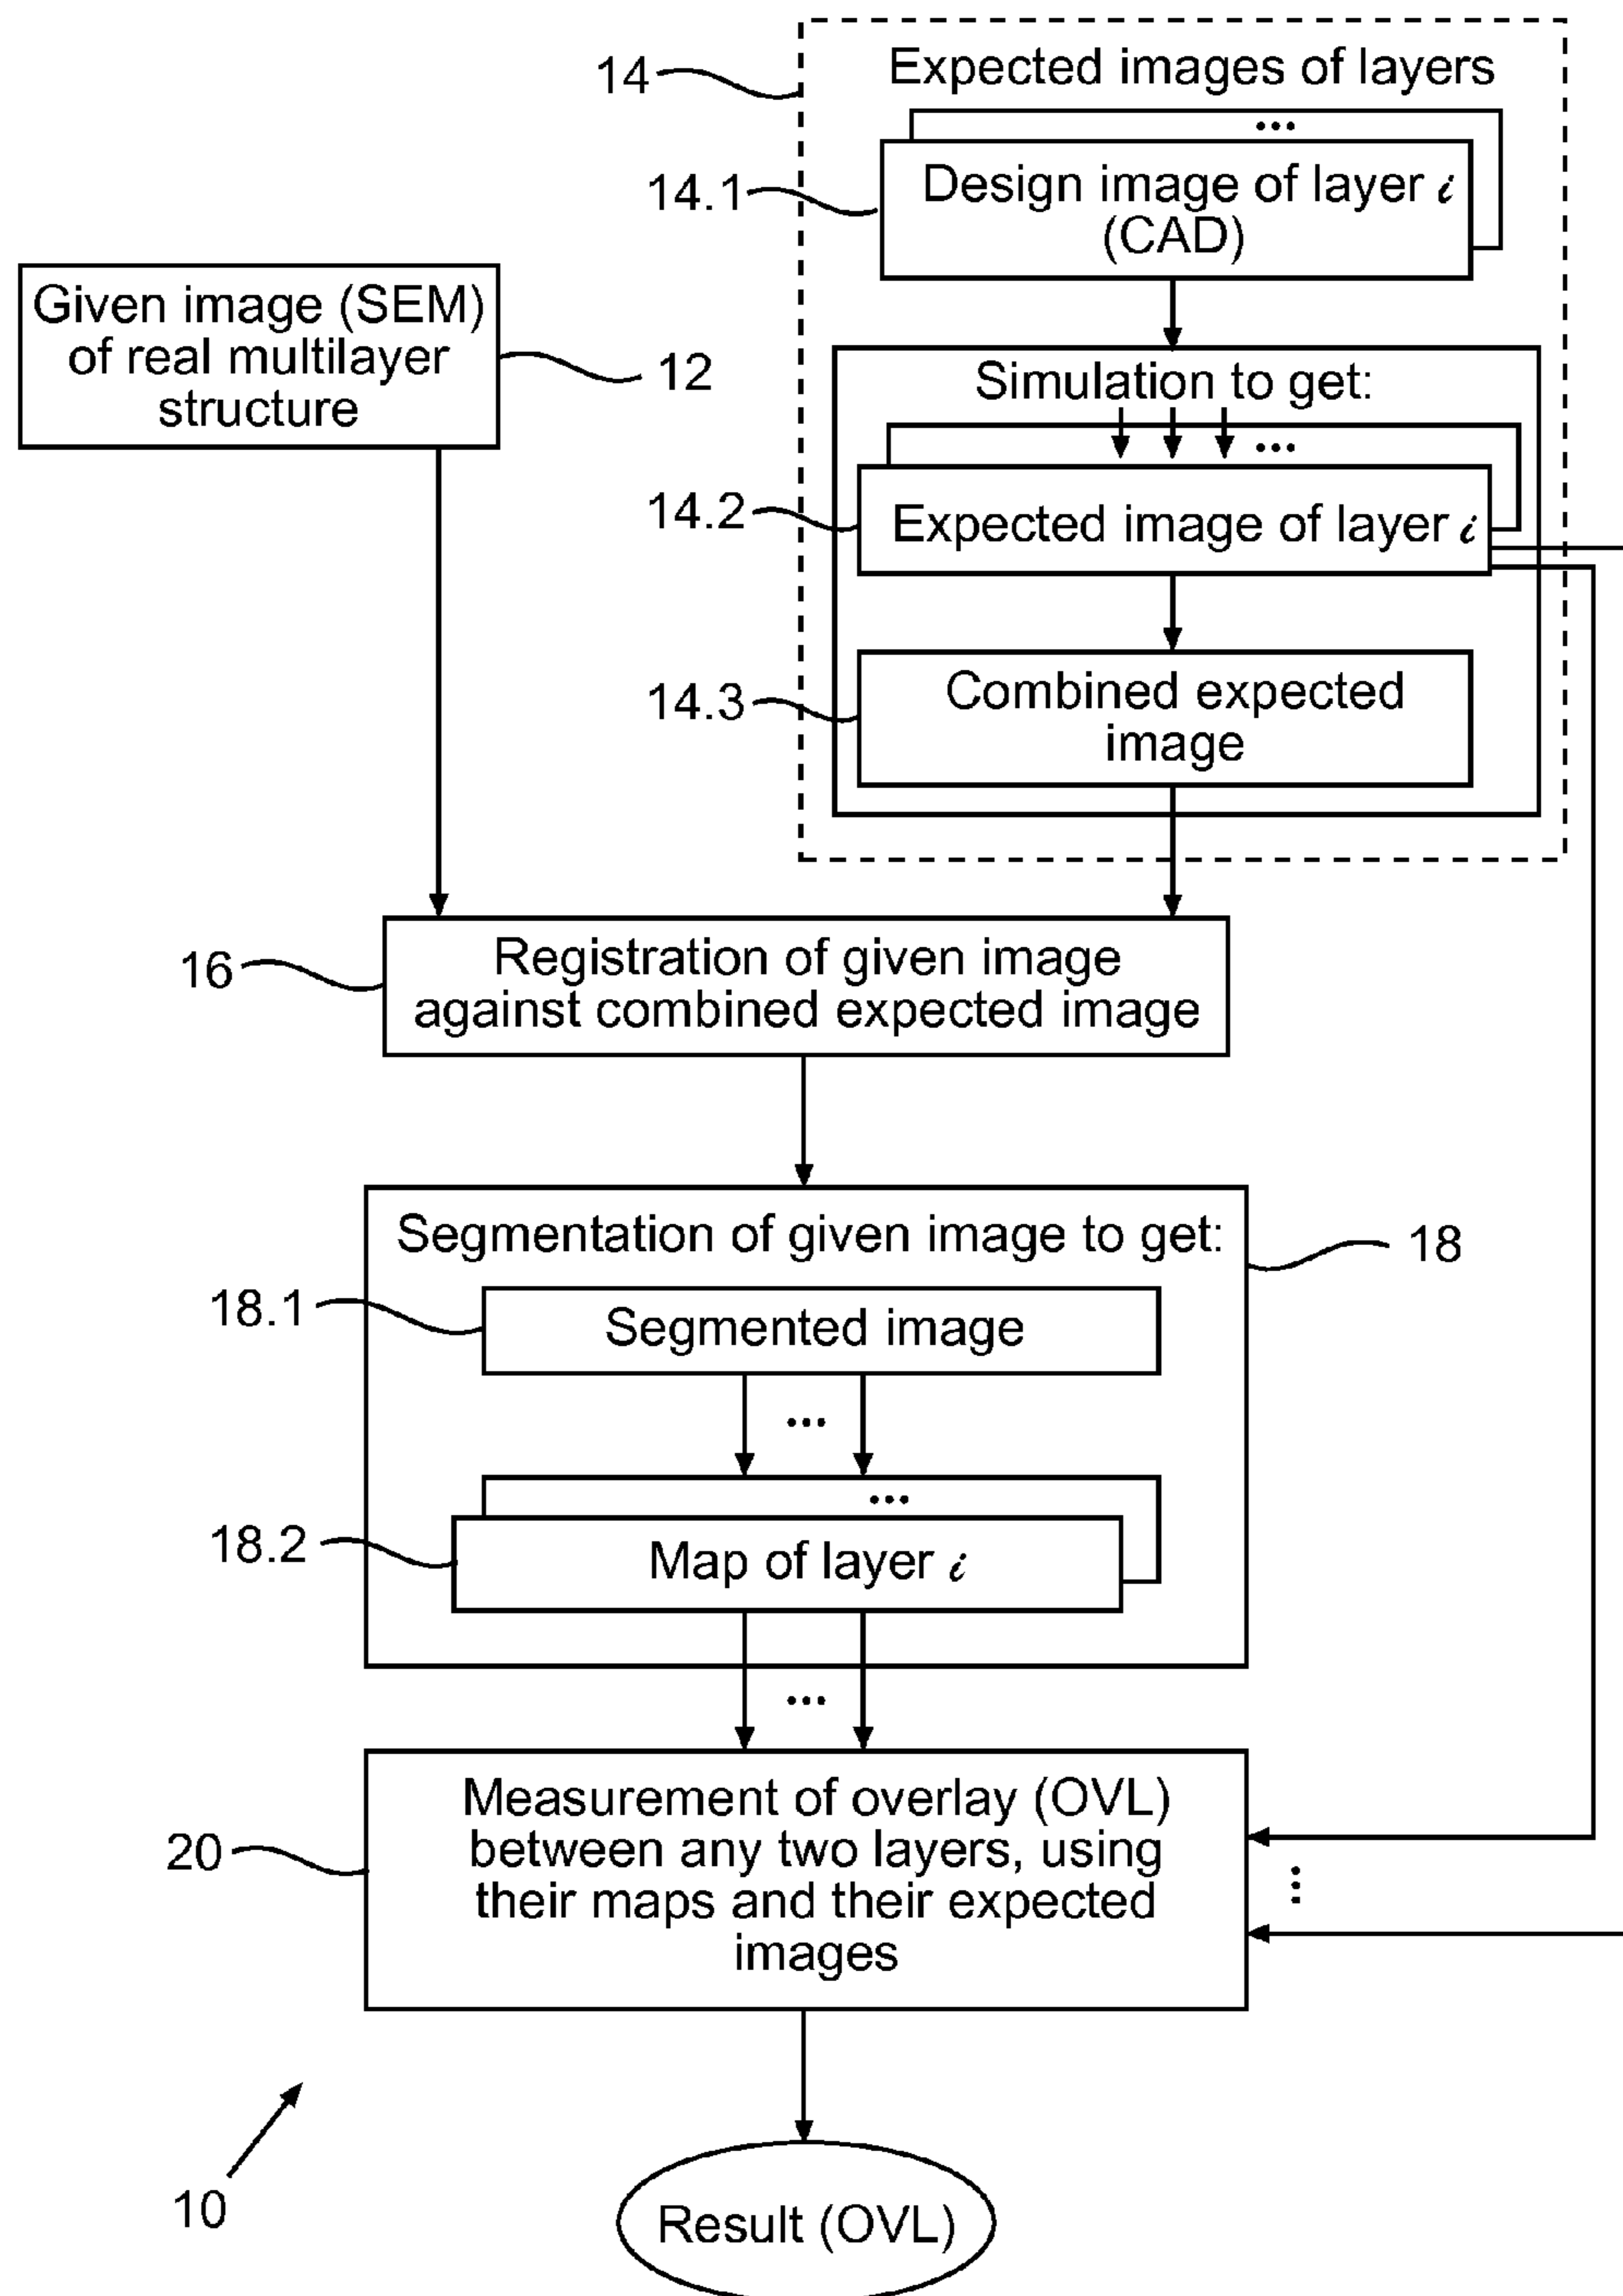 14
Expected images of layers
...
14.1
Design image of layer i
(CAD)
Given image (SEM)
of real multilayer
structure
12
Simulation to get:
...
14.2
Expected image of layer i
14.3
Combined expected
image
16
Registration of given image
against combined expected image
Segmentation of given image to get:
18
18.1
Segmented image
...
...
18.2
Map of layer i
...
20
Measurement of overlay (OVL)
between any two layers, using
their maps and their expected
images
...
10
Result (OVL)